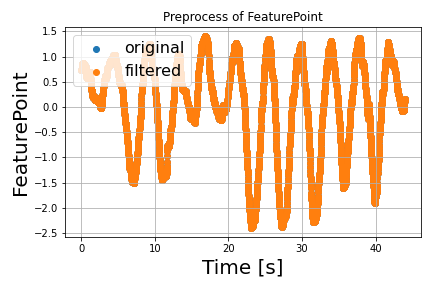 Preprocess of FeaturePoint
original
filtered
FeaturePoint
1.5
1.0
0.5
0.0
−0.5
−1.0
−1.5
−2.0
−2.5
0 10 20 30 40
Time [s]